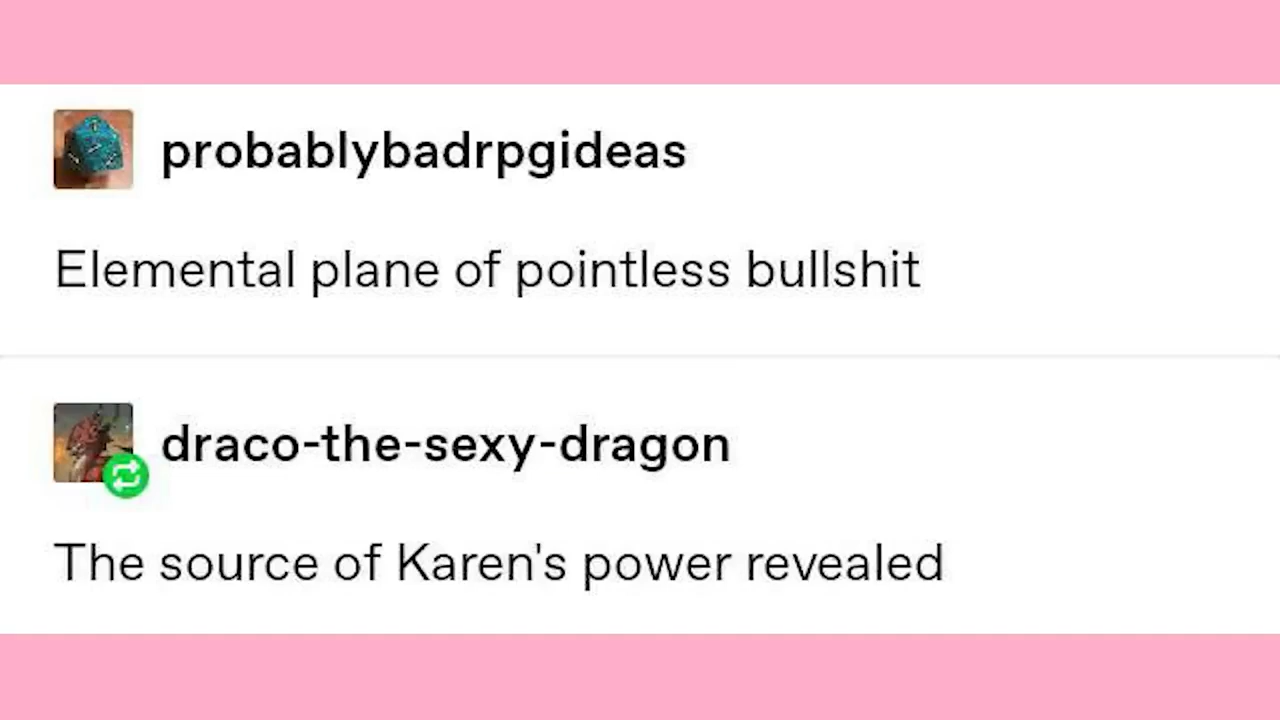 probablybadrpgideas
Elemental plane of pointless bullshit
draco-the-sexy-dragon
The source of Karen's power revealed